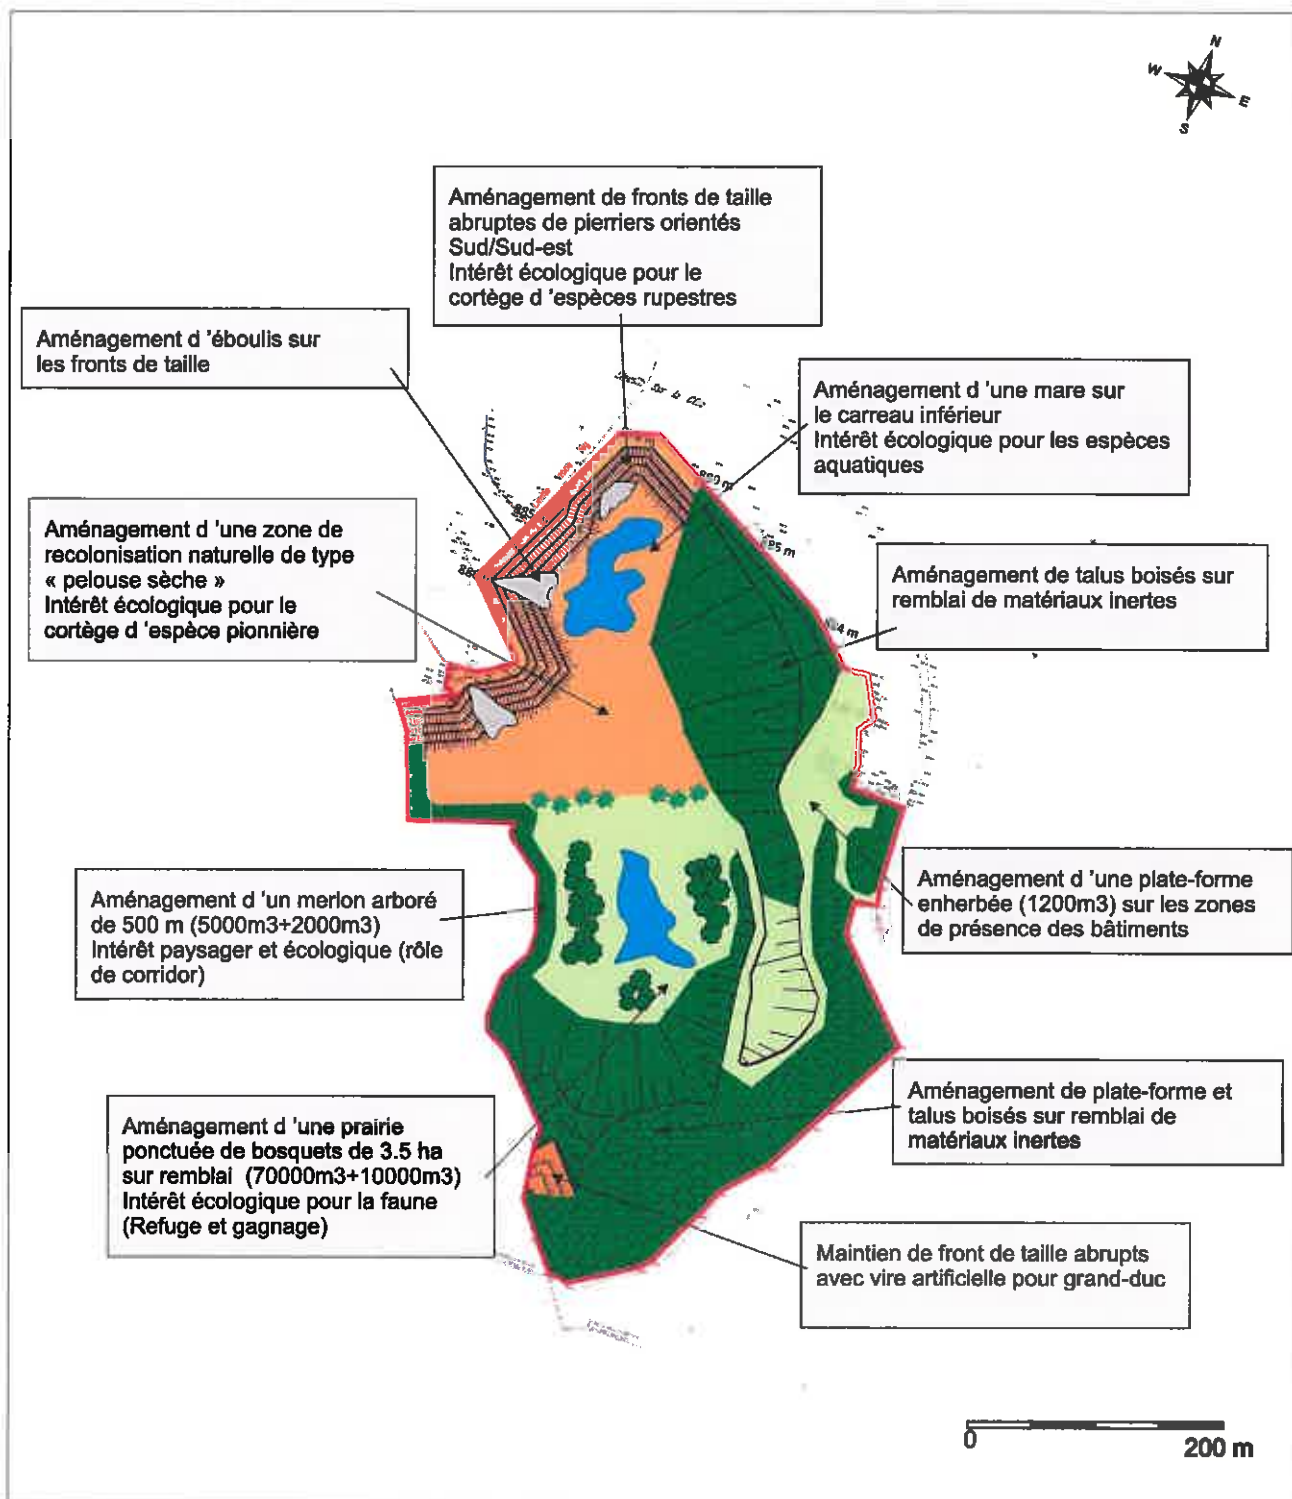 N
W
E
S
Aménagement de fronts de taille
abruptes de pierriers orientés
Sud/Sud-est
Intérêt écologique pour le
cortège d 'espèces rupestres
Aménagement d 'éboulis sur
les fronts de taille
Aménagement d 'une mare sur
le carreau inférieur
Intérêt écologique pour les espèces
aquatiques
Aménagement d 'une zone de
recolonisation naturelle de type
« pelouse sèche »
Intérêt écologique pour le
cortège d 'espèce pionnière
Aménagement de talus boisés sur
remblai de matériaux inertes
Aménagement d 'un merlon arboré
de 500 m (5000m3+2000m3)
Intérêt paysager et écologique (rôle
de corridor)
Aménagement d 'une plate-forme
enherbée (1200m3) sur les zones
de présence des bâtiments
Aménagement de plate-forme et
talus boisés sur remblai de
matériaux inertes
Aménagement d 'une prairie
ponctuée de bosquets de 3.5 ha
sur remblai (70000m3+10000m3)
Intérêt écologique pour la faune
(Refuge et gagnage)
Maintien de front de taille abrupts
avec vire artificielle pour grand-duc
0
200 m